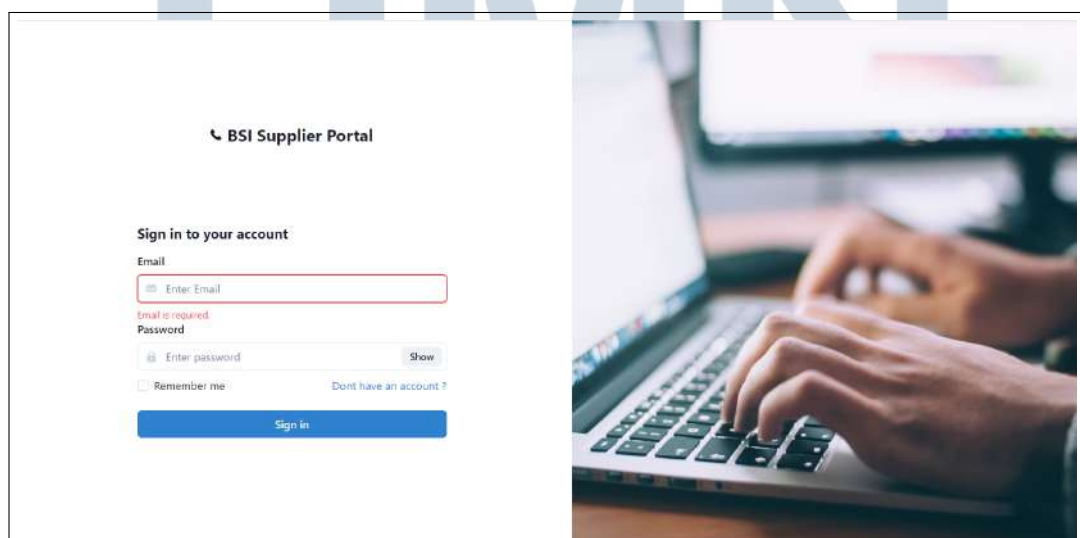 BSI Supplier Portal
Sign in to your account
Email
Enter Email
Email is required.
Password
Enter password
Show
Remember me
Dont have an account ?
Sign in